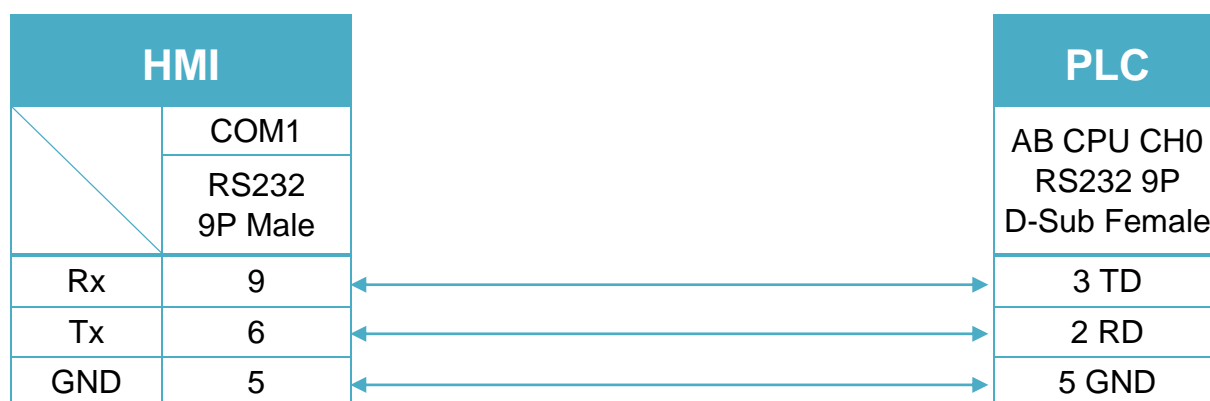 HMI
PLC
COM1
RS232
9P Male
AB CPU CH0
RS232 9P
D-Sub Female
Rx 9 3 TD
Tx 6 2 RD
GND 5 5 GND